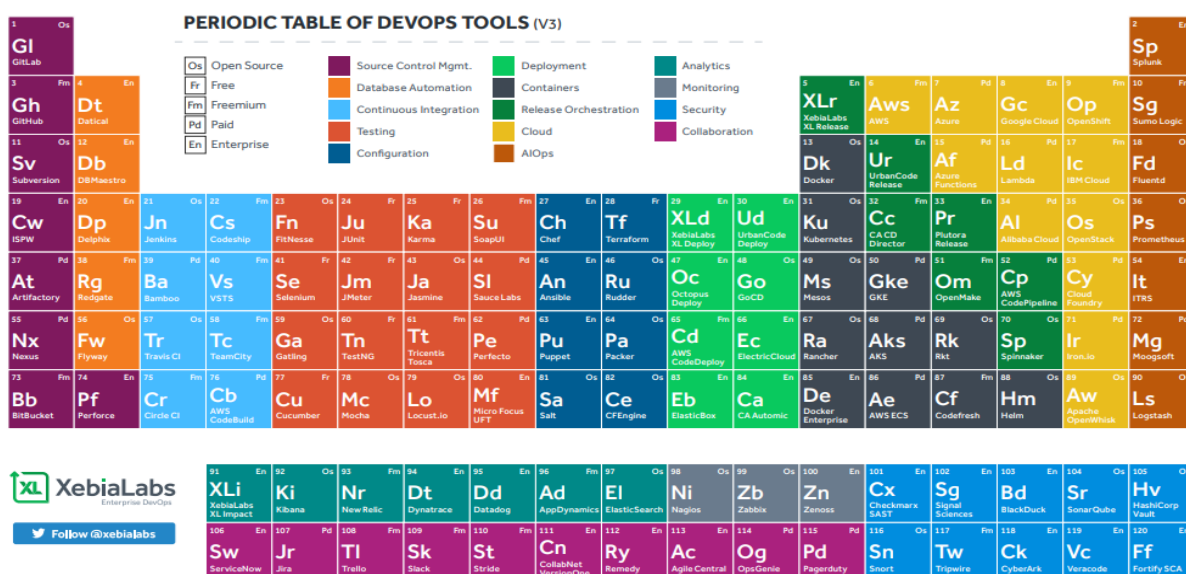 PERIODIC TABLE OF DEVOPS TOOLS (V3)
Os Open Source
Fr Free
Fm Freemium
Pd Paid
En Enterprise
Source Control Mgmt.
Database Automation
Continuous Integration
Testing
Configuration
Deployment
Containers
Release Orchestration
Cloud
AIOps
Analytics
Monitoring
Security
Collaboration
1 Os
Gl
GitLab
2 En
Sp
Splunk
3 Fm 4 En
Gh Dt
GitHub Datical
5 En 6 Fm 7 Pd 8 En 9 Fm 10 Fm
XLr Aws Az Gc Op Sg
XebiaLabs XL Release AWS Azure Google Cloud OpenShift Sumo Logic
11 Os 12 En
Sv Db
Subversion DBMaestro
13 Os 14 En 15 Pd 16 Pd 17 Fm 18
Dk Ur Af Ld Ic Fd
Docker UrbanCode Release Azure Functions Lambda IBM Cloud Fluentd
19 En 20 En 21 Os 22 Fm 23 Os 24 Fr 25 Fr 26 Fm 27 En 28 Fr 29 En 30 En 31 Os 32 Fm 33 En 34 35 Os 36
Cw Dp Jn Cs Fn Ju Ka Su Ch Tf XLd Ud Ku Cc Pr Al Os Ps
ISPW Delphix Jenkins Codeship FitNesse JUnit Karma SoapUI Chef Terraform XebiaLabs XL Deploy UrbanCode Deploy Kubernetes CA CD Director Plutora Release Alibaba Cloud OpenStack Prometheus
37 Pd 38 Fm 39 Pd 40 Fm 41 Fr 42 Fr 43 Os 44 Pd 45 En 46 Os 47 En 48 Os 49 Os 50 Pd 51 Fm 52 Pd 53 Pd 54
At Rg Ba Vs Se Jm Ja Sl An Ru Oc Go Ms Gke Om Cp Cy It
Artifactory Redgate Bamboo VSTS Selenium JMeter Jasmine Sauce Labs Ansible Rudder Octopus Deploy GoCD Mesos GKE OpenMake AWS CodePipeline Cloud Foundry ITRS
55 Pd 56 Os 57 Os 58 Fm 59 Os 60 Fr 61 Fm 62 Pd 63 En 64 Os 65 Fm 66 En 67 Os 68 Pd 69 Os 70 Os 71 Pd 72
Nx Fw Tr Tc Ga Tn Tt Pe Pu Pa Cd Ec Ra Aks Rk Sp Ir Mg
Nexus Flyway Travis CI TeamCity Gatling TestNG Tricentis Tosca Perfecto Puppet Packer AWS CodeDeploy ElectricCloud Rancher AKS Rkt Spinnaker Iron.io Moogsoft
73 Fm 74 En 75 Fm 76 Pd 77 Fr 78 Os 79 Os 80 En 81 Os 82 Os 83 En 84 En 85 En 86 Pd 87 Fm 88 Os 89 Os 90
Bb Pf Cr Cb Cu Mc Lo Mf Sa Ce Eb Ca De Ae Cf Hm Aw Ls
BitBucket Perforce Circle CI AWS CodeBuild Cucumber Mocha Locust.io Micro Focus UFT Salt CFEngine ElasticBox CA Automic Docker Enterprise AWS ECS Codefresh Helm Apache OpenWhisk Logstash
XL XebiaLabs
Enterprise DevOps
Follow @xebialabs
91 En 92 Os 93 Fm 94 En 95 En 96 Fm 97 Os 98 Os 99 Os 100 En 101 En 102 En 103 En 104 Os 105
XLi Ki Nr Dt Dd Ad El Ni Zb Zn Cx Sg Bd Sr Hv
XebiaLabs XL Impact Kibana New Relic Dynatrace Datadog AppDynamics ElasticSearch Nagios Zabbix Zenoss Checkmarx SAST Signal Sciences BlackDuck SonarQube HashiCorp Vault
106 En 107 Pd 108 Fm 109 Fm 110 Fm 111 En 112 En 113 En 114 Pd 115 Pd 116 Os 117 Fm 118 En 119 En 120
Sw Jr Tl Sk St Cn Ry Ac Og Pd Sn Tw Ck Vc Ff
ServiceNow Jira Trello Slack Stride CollabNet VersionOne Remedy Agile Central OpsGenie Pagerduty Snort Tripwire CyberArk Veracode Fortify SCA